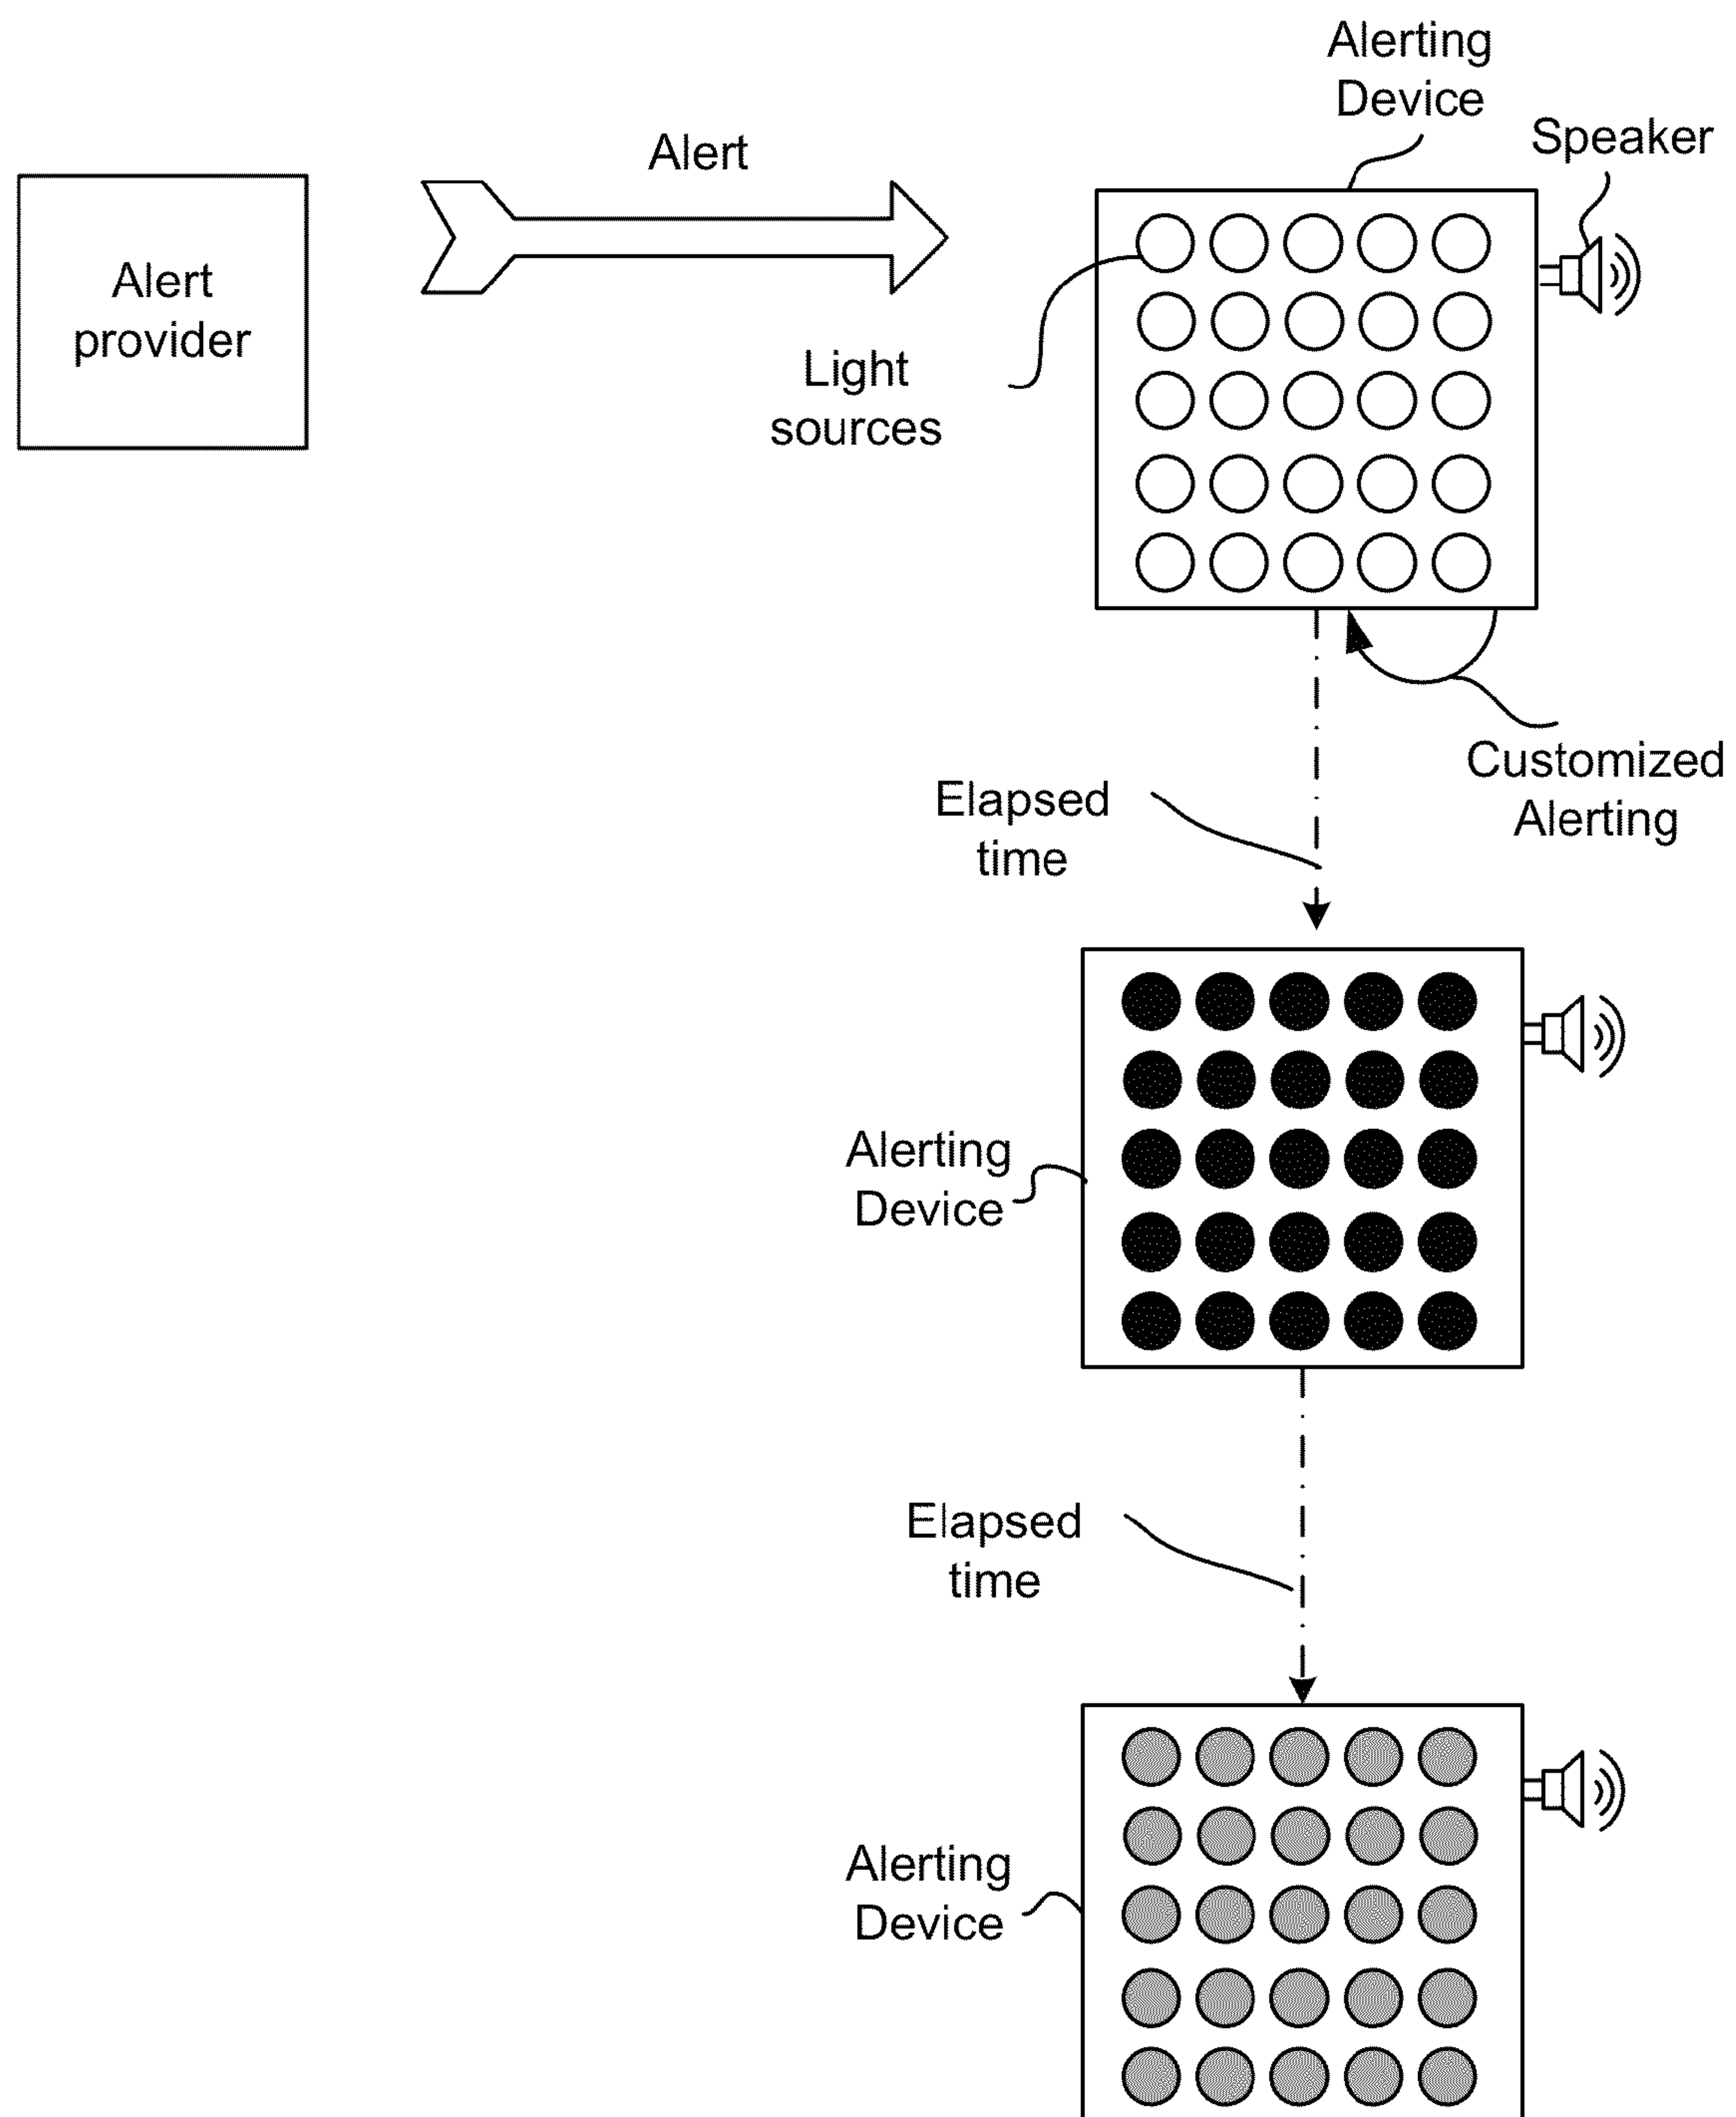 Alerting
Device
Speaker
Alert
Alert
provider
Light
sources
Customized
Alerting
Elapsed
time
Alerting
Device
Elapsed
time
Alerting
Device